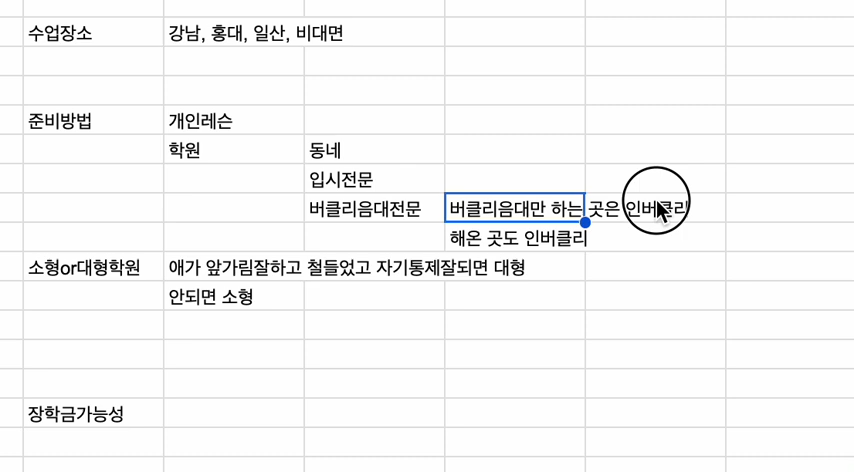 수업장소 강남, 홍대, 일산, 비대면
준비방법 개인레슨
학원 동네
입시전문
버클리음대전문 버클리음대만 하는 곳은 인버클리
해온 곳도 인버클리
소형or대형학원 애가 앞가림잘하고 철들었고 자기통제잘되면 대형
안되면 소형
장학금가능성